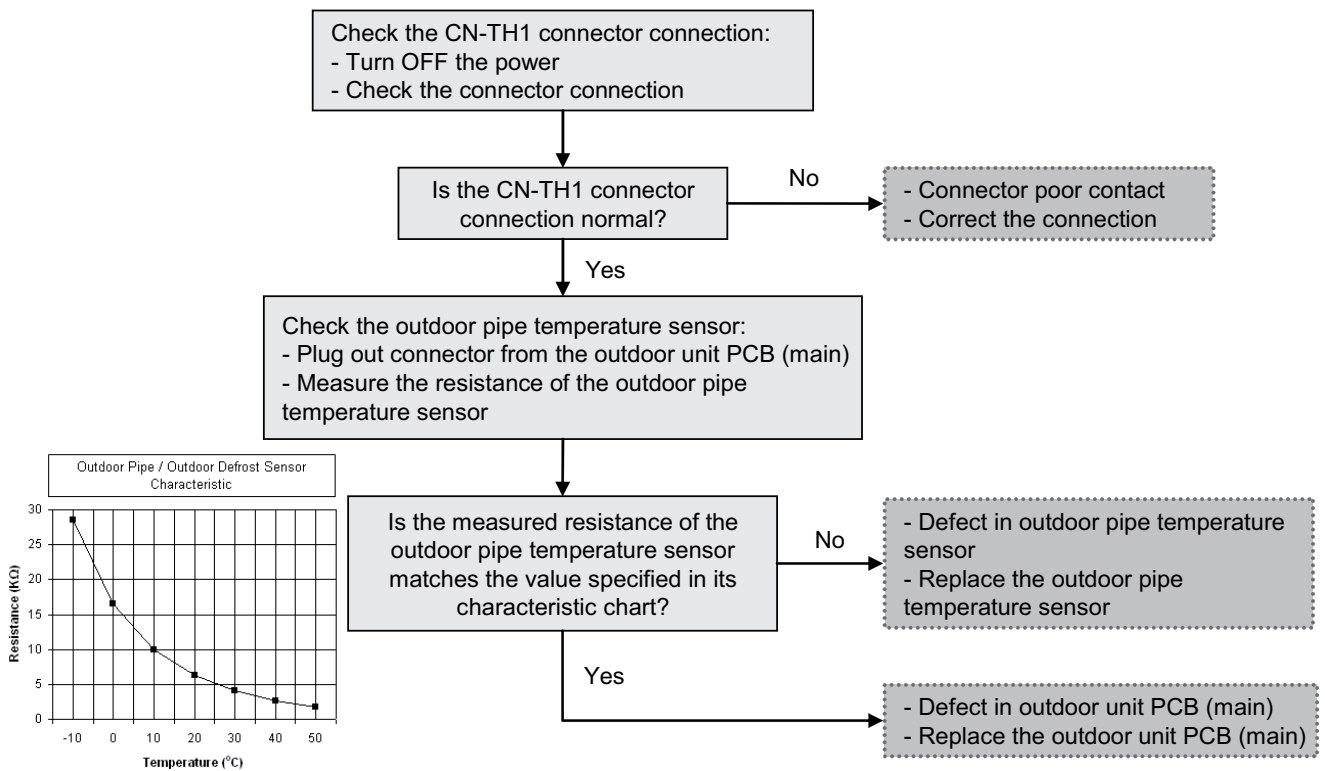 Check the CN-TH1 connector connection:
- Turn OFF the power
- Check the connector connection
Is the CN-TH1 connector
connection normal?
No
- Connector poor contact
- Correct the connection
Yes
Check the outdoor pipe temperature sensor:
- Plug out connector from the outdoor unit PCB (main)
- Measure the resistance of the outdoor pipe
temperature sensor
Outdoor Pipe / Outdoor Defrost Sensor
Characteristic
Resistance (KΩ)
30
25
20
15
10
5
0
-10 0 10 20 30 40 50
Temperature (°C)
Is the measured resistance of the
outdoor pipe temperature sensor
matches the value specified in its
characteristic chart?
No
- Defect in outdoor pipe temperature
sensor
- Replace the outdoor pipe
temperature sensor
Yes
- Defect in outdoor unit PCB (main)
- Replace the outdoor unit PCB (main)